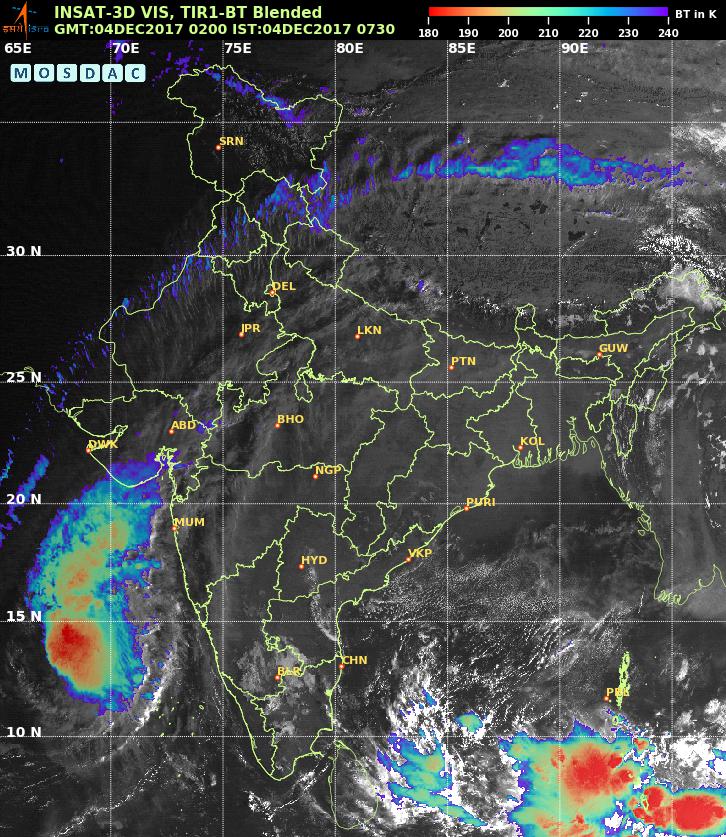 INSAT-3D VIS, TIR1-BT Blended
GMT:04DEC2017 0200 IST:04DEC2017 0730
BT in K
180 190 200 210 220 230 240
65E 70E 75E 80E 85E 90E
MOSDAC
SRN
30 N
DEL
JPR LKN
GUW
PTN
25 N
ABD BHO
DWK KOL
NGP
20 N PURI
MUM
HYD VKP
15 N
BLR CHN
10 N